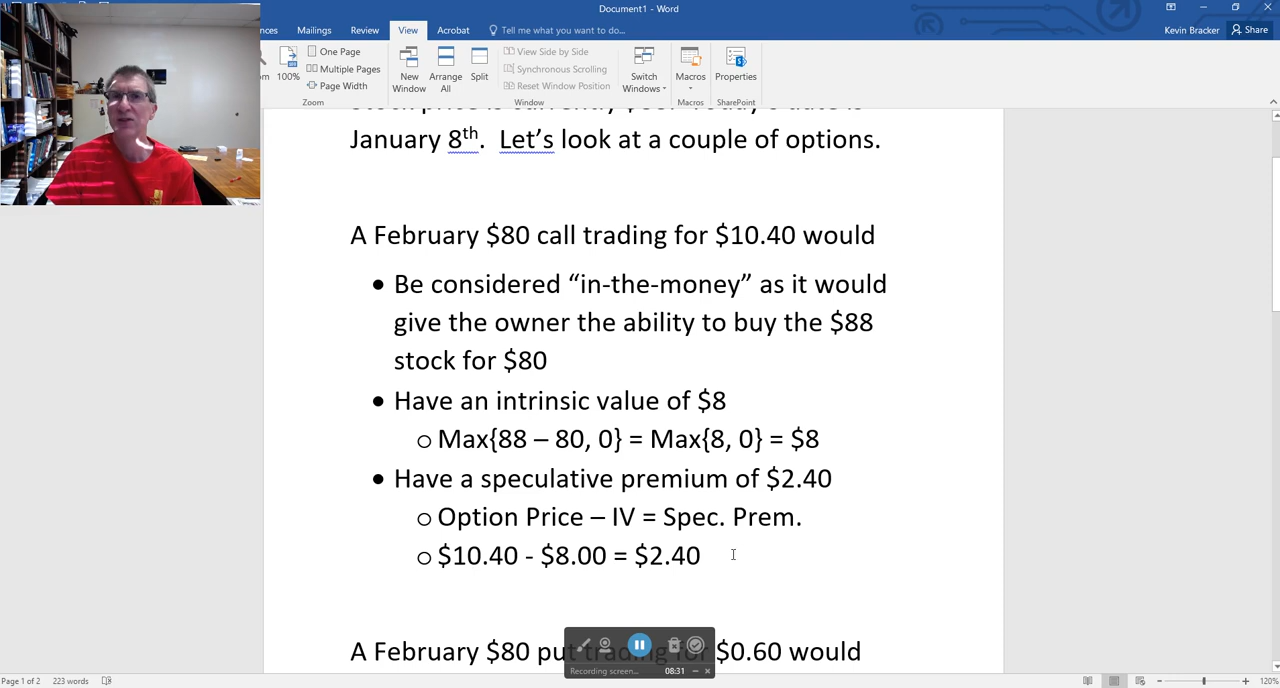 Document1 - Word
nces Mailings Review View Acrobat Tell me what you want to do... Kevin Bracker Share
100% One Page Multiple Pages Page Width Zoom
New Window Arrange All Split
View Side by Side Synchronous Scrolling Reset Window Position Window
Switch Windows Macros Macros Properties SharePoint
January 8th. Let's look at a couple of options.
A February $80 call trading for $10.40 would
• Be considered “in-the-money” as it would
give the owner the ability to buy the $88
stock for $80
• Have an intrinsic value of $8
o Max{88 – 80, 0} = Max{8, 0} = $8
• Have a speculative premium of $2.40
o Option Price – IV = Spec. Prem.
o $10.40 - $8.00 = $2.40
A February $80 put trading for $0.60 would
Recording screen... 08:31
Page 1 of 2 223 words 120%